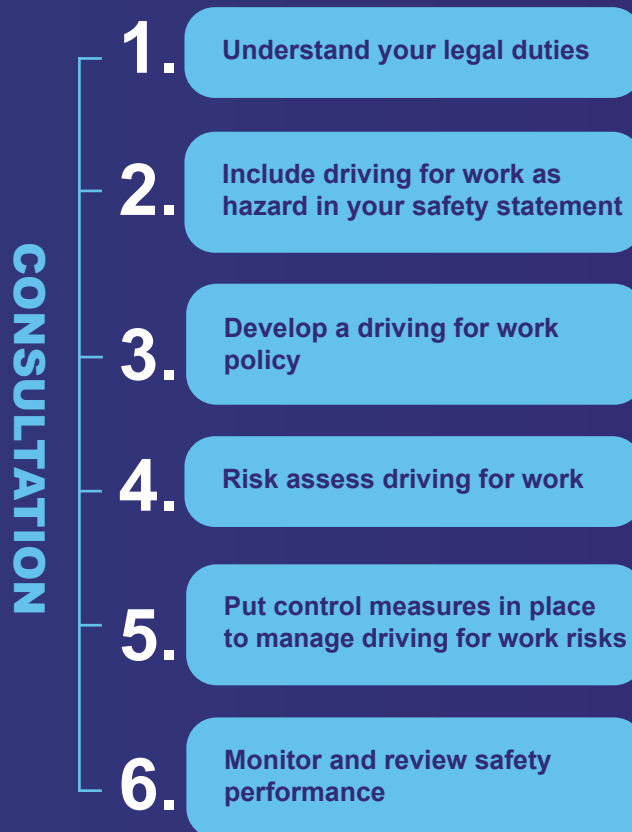 CONSULTATION
1. Understand your legal duties
2. Include driving for work as
hazard in your safety statement
3. Develop a driving for work
policy
4. Risk assess driving for work
5. Put control measures in place
to manage driving for work risks
6. Monitor and review safety
performance